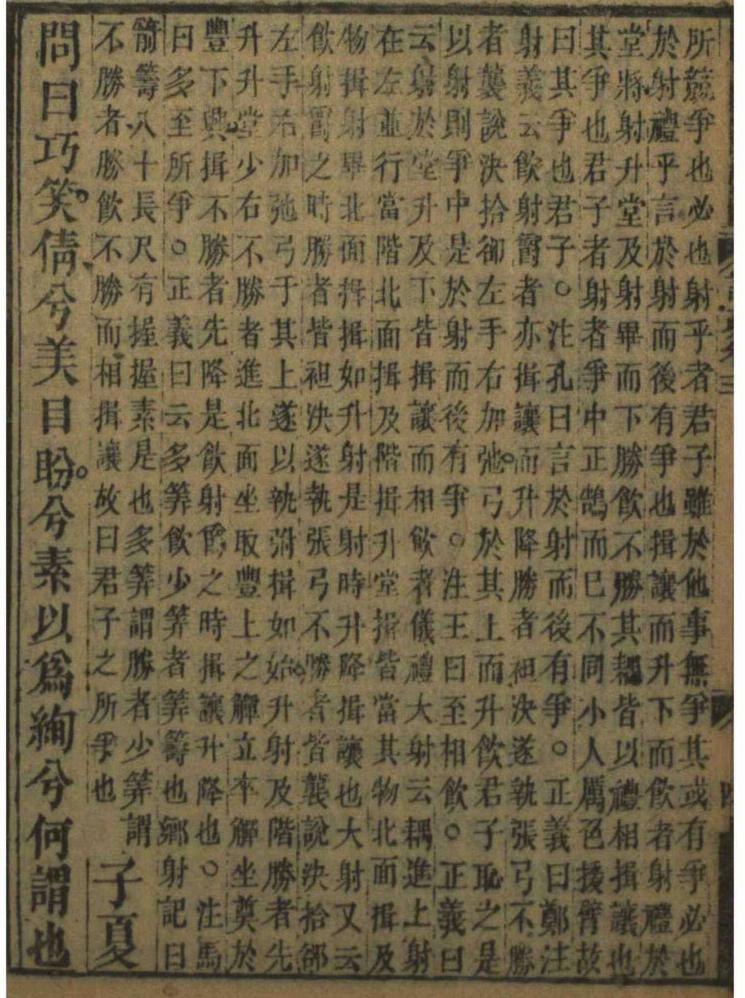 所競爭也必也射乎者君子雖於他事無爭其或有爭必也
於射禮乎言於射而後有爭也揖讓而升下而飲者射禮於
堂將射升堂及射畢而下勝飲不勝其耦皆以禮相揖讓也
其爭也君子者射者爭中正鵠而已不同小人厲色援臂故
曰其爭也君子○注孔曰言於射而後有爭○正義曰鄭注
射義云飲射爵者亦揖讓而升降勝者袒決遂執張弓不勝
者襲說決拾卻左手右加弛弓於其上而升飲君子恥之是
以射則爭中是於射而後有爭○注王曰至相飲○正義曰
云射於堂升及下皆揖讓而相飲者儀禮大射云耦進上射
在左並行當階北面揖及階揖升堂揖皆當其物北面揖及
物揖射畢北面揖揖如升射是射時升降揖讓也大射又云
飲射爵之時勝者皆袒決遂執張弓不勝者皆襲說決拾郤
左手右加弛弓于其上遂以執弣揖如始升射及階勝者先
升升堂少右不勝者進北面坐取豐上之觶立卒觶坐奠於
豐下興揖不勝者先降是飲射爵之時揖讓升降也○注馬
曰多至所爭○正義曰云多筭飲少筭者筭籌也鄉射記曰
箭籌八十長尺有握握素是也多筭謂勝者少筭謂
不勝者勝飲不勝而相揖讓故曰君子之所爭也 子夏
問曰巧笑倩兮美目盼兮素以為絢兮何謂也